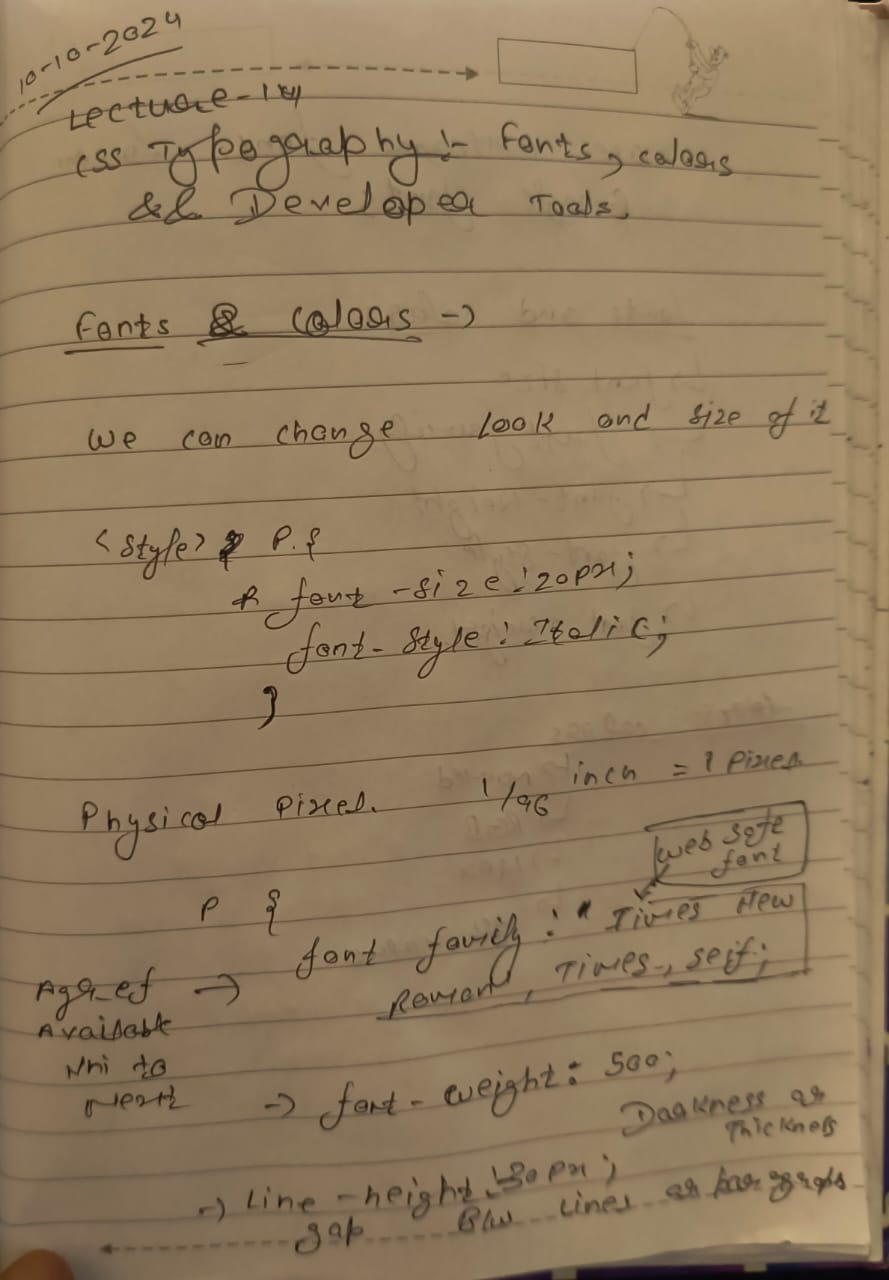 10-10-2024
Lecture-14
CSS Typography :- Fonts, colors
&& Developer Tools.
Fonts & Colors ->
We can change look and size of it
<style> P. {
font-size: 20px;
font-style: Italic;
}
Physical Pixel. 1/96 inch = 1 Pixel
web safe
font
P {
font family: " Times New
Roman, Times, seif;
Agr ef ->
Available
Nhi to
Next
-> font-weight: 500;
Darkness or
Thickness
-> Line-height: 30px;
gap B/w Lines or paragraphs